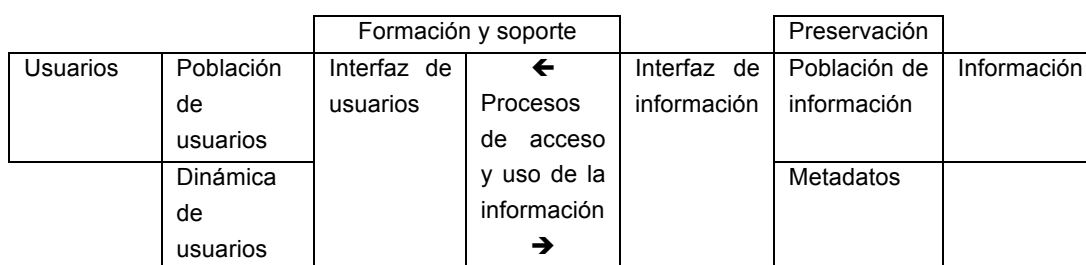 Formación y soporte
Preservación
Usuarios
Población
de
usuarios
Interfaz de
usuarios
🡸
Procesos
de acceso
y uso de la
información
🡺
Interfaz de
información
Población de
información
Información
Dinámica
de
usuarios
Metadatos